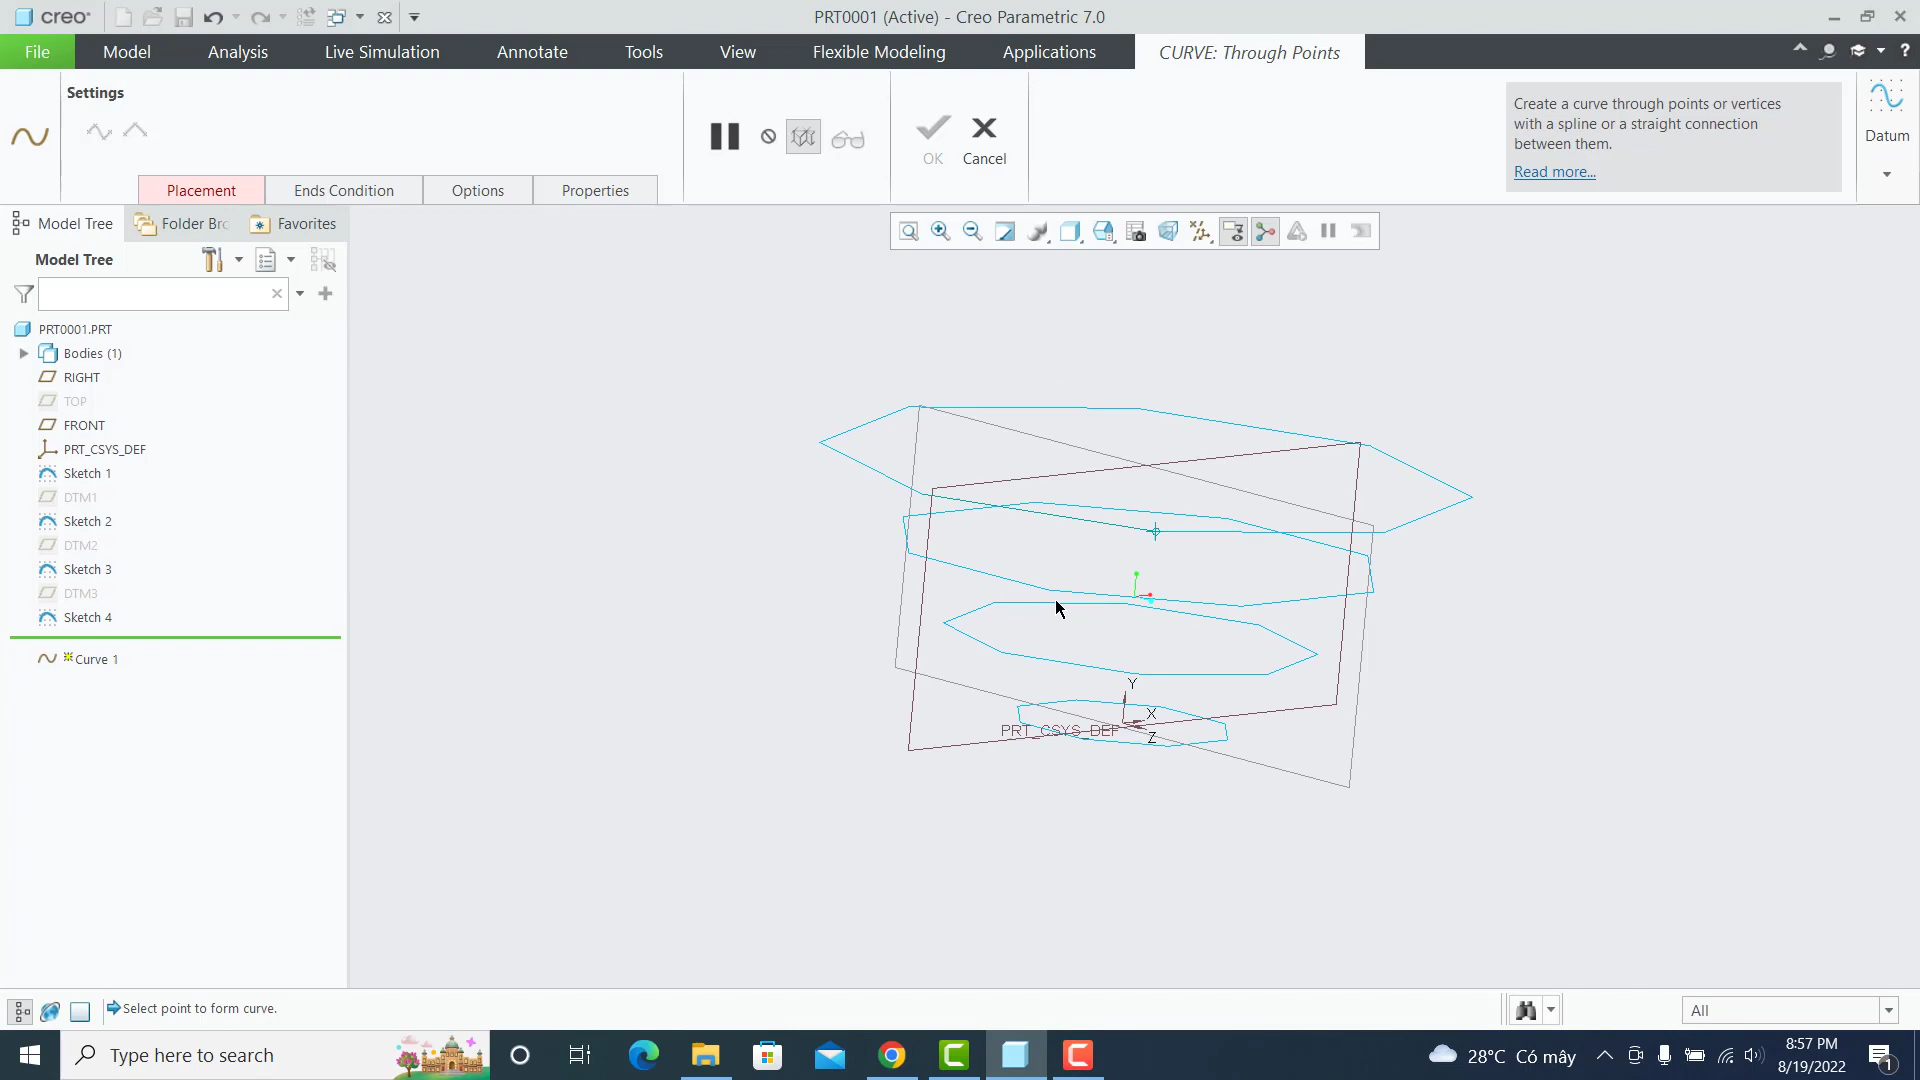 creo
PRT0001 (Active) - Creo Parametric 7.0
File
Model
Analysis
Live Simulation
Annotate
Tools
View
Flexible Modeling
Applications
CURVE: Through Points
?
Settings
OK
Cancel
Placement
Ends Condition
Options
Properties
Create a curve through points or vertices
with a spline or a straight connection
between them.
Read more...
Datum
Model Tree
Folder Brc
Favorites
Model Tree
PRT0001.PRT
Bodies (1)
RIGHT
TOP
FRONT
PRT_CSYS_DEF
Sketch 1
DTM1
Sketch 2
DTM2
Sketch 3
DTM3
Sketch 4
Curve 1
Y
X
PRT_CSYS_DEF
Z
Select point to form curve.
All
Type here to search
28°C Có mây
8:57 PM
8/19/2022
1